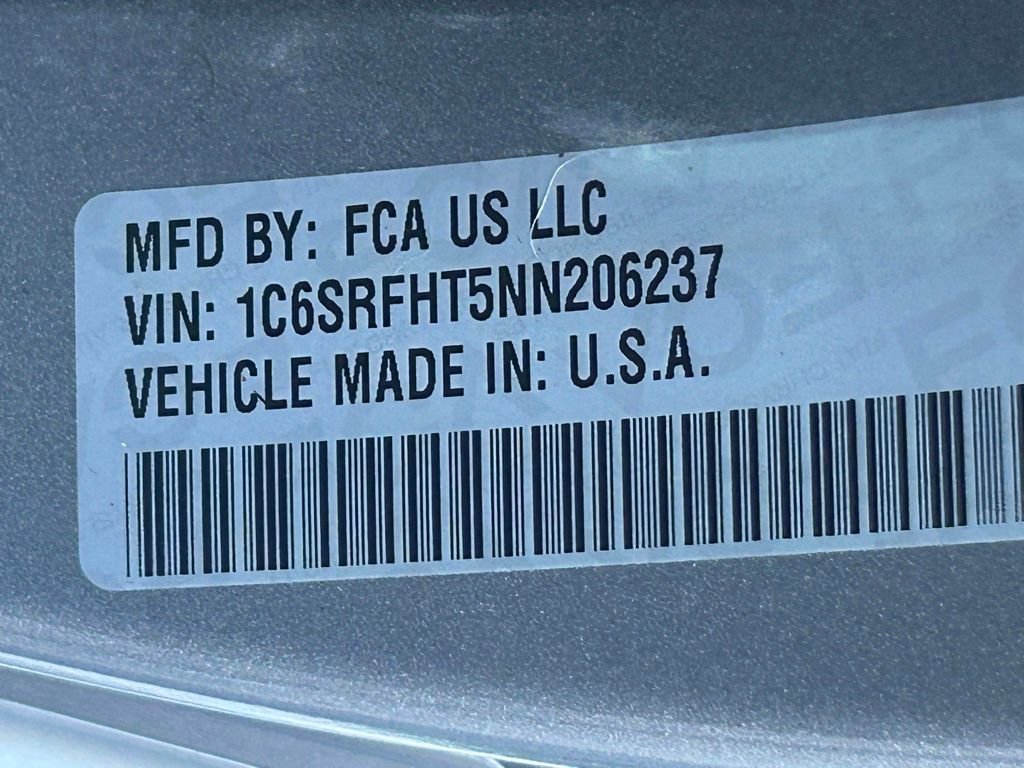 MFD BY: FCA US LLC
VIN: 1C6SRFHT5NN206237
VEHICLE MADE IN: U.S.A.